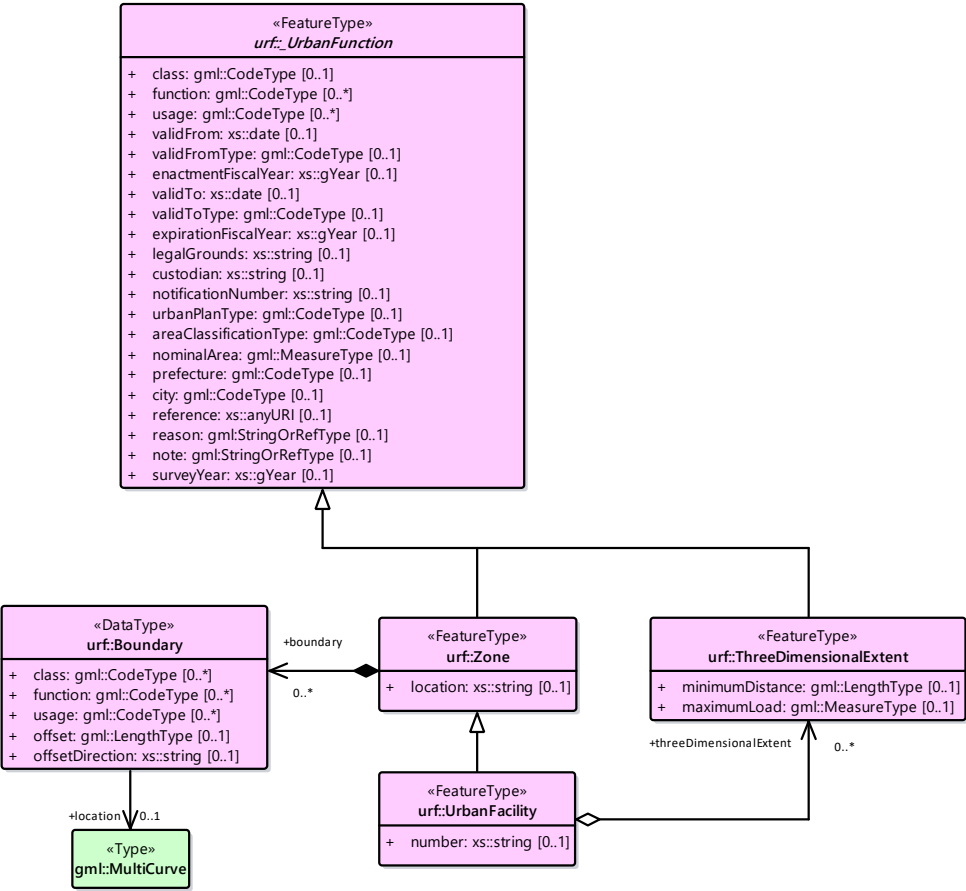 «FeatureType»
urf::_UrbanFunction
+ class: gml::CodeType [0..1]
+ function: gml::CodeType [0..*]
+ usage: gml::CodeType [0..*]
+ validFrom: xs::date [0..1]
+ validFromType: gml::CodeType [0..1]
+ enactmentFiscalYear: xs::gYear [0..1]
+ validTo: xs::date [0..1]
+ validToType: gml::CodeType [0..1]
+ expirationFiscalYear: xs::gYear [0..1]
+ legalGrounds: xs::string [0..1]
+ custodian: xs::string [0..1]
+ notificationNumber: xs::string [0..1]
+ urbanPlanType: gml::CodeType [0..1]
+ areaClassificationType: gml::CodeType [0..1]
+ nominalArea: gml::MeasureType [0..1]
+ prefecture: gml::CodeType [0..1]
+ city: gml::CodeType [0..1]
+ reference: xs::anyURI [0..1]
+ reason: gml:StringOrRefType [0..1]
+ note: gml:StringOrRefType [0..1]
+ surveyYear: xs::gYear [0..1]
«DataType»
urf::Boundary
+ class: gml::CodeType [0..*]
+ function: gml::CodeType [0..*]
+ usage: gml::CodeType [0..*]
+ offset: gml::LengthType [0..1]
+ offsetDirection: xs::string [0..1]
+boundary
0..*
«FeatureType»
urf::Zone
+ location: xs::string [0..1]
«FeatureType»
urf::ThreeDimensionalExtent
+ minimumDistance: gml::LengthType [0..1]
+ maximumLoad: gml::MeasureType [0..1]
+threeDimensionalExtent
0..*
«FeatureType»
urf::UrbanFacility
+ number: xs::string [0..1]
+location
0..1
«Type»
gml::MultiCurve